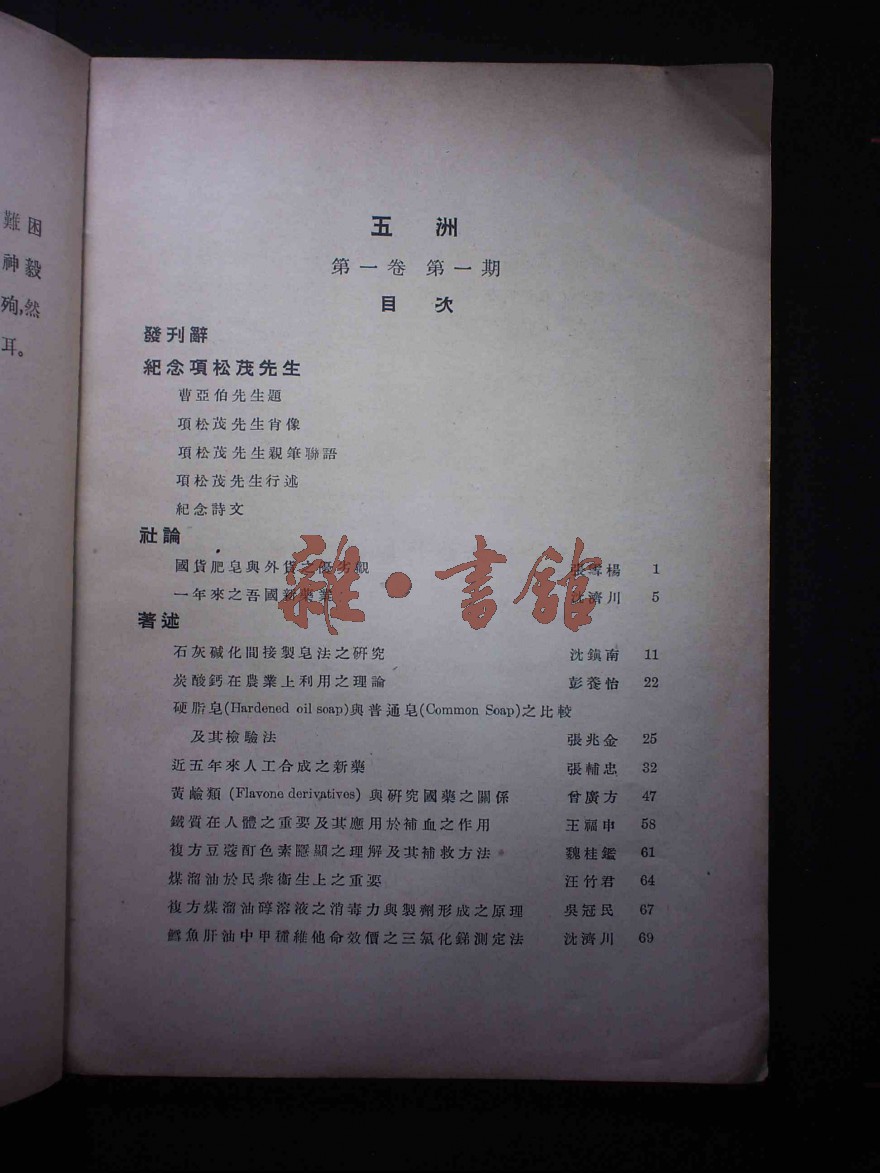 難困
神毅
殉,然
耳。
五洲
第一卷 第一期
目次
發刊辭
紀念項松茂先生
曹亞伯先生題
項松茂先生肖像
項松茂先生親筆聯語
項松茂先生行述
紀念詩文
社論
國貨肥皂與外貨之優劣觀 張雪楊 1
一年來之吾國新藥業 沈濟川 5
著述
石灰碱化間接製皂法之研究 沈鎮南 11
炭酸鈣在農業上利用之理論 彭養怡 22
硬脂皂(Hardened oil soap)與普通皂(Common Soap)之比較
及其檢驗法 張兆金 25
近五年來人工合成之新藥 張輔忠 32
黃鹼類 (Flavone derivatives) 與研究國藥之關係 曾廣方 47
鐵質在人體之重要及其應用於補血之作用 王福申 58
複方豆蔻酊色素隱顯之理解及其補救方法 魏桂鑑 61
煤溜油於民衆衛生上之重要 汪竹君 64
複方煤溜油醇溶液之消毒力與製劑形成之原理 吳冠民 67
鱈魚肝油中甲種維他命效價之三氯化銻測定法 沈濟川 69
雜·書館